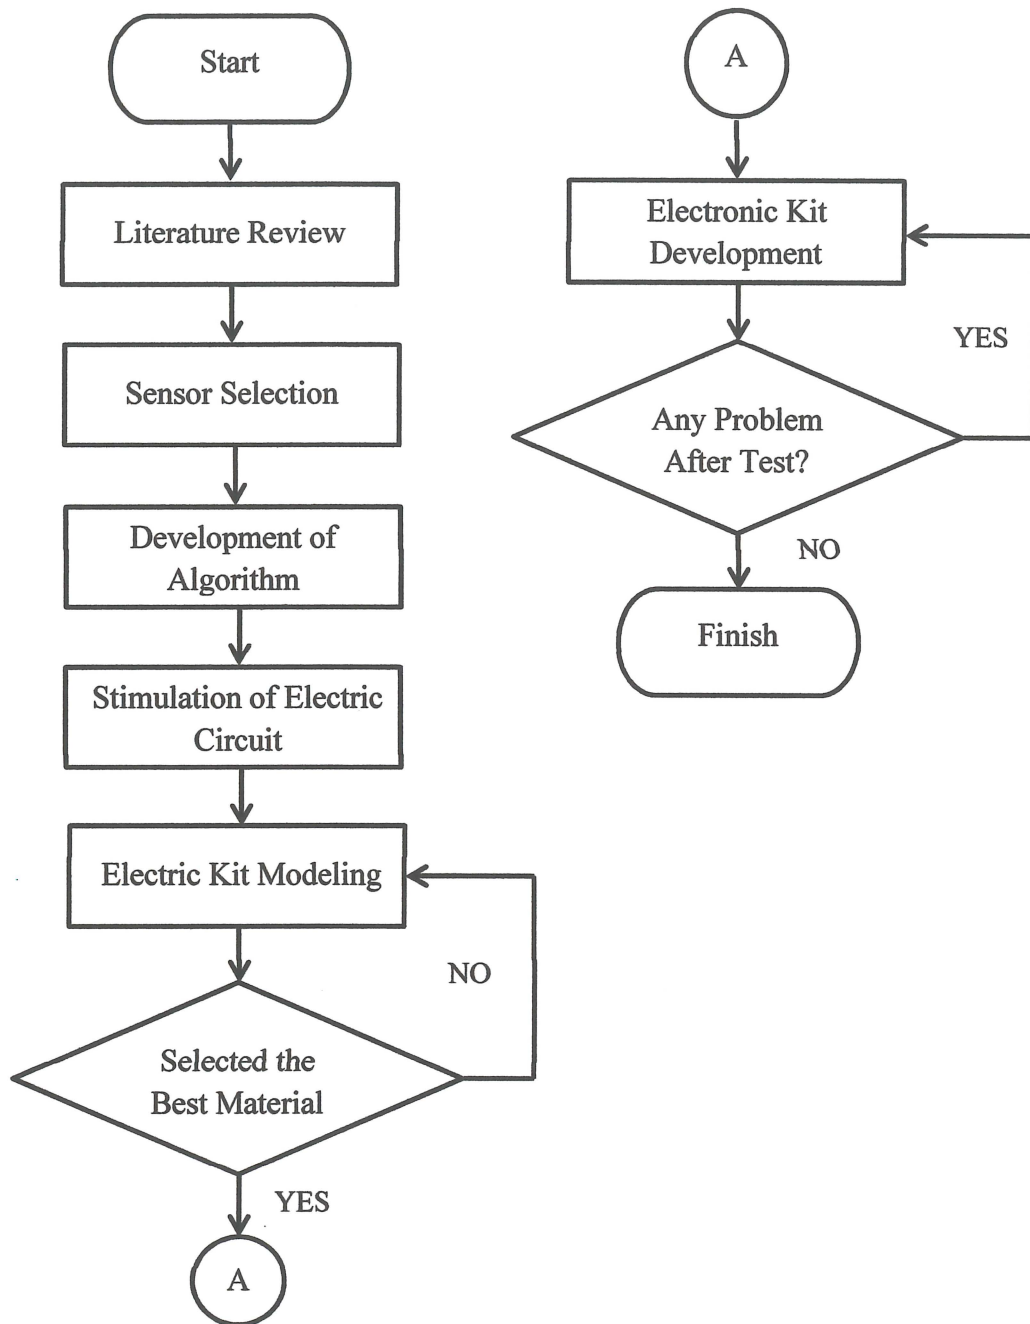 Start
Literature Review
Sensor Selection
Development of
Algorithm
Stimulation of Electric
Circuit
Electric Kit Modeling
NO
Selected the
Best Material
YES
A
A
Electronic Kit
Development
YES
Any Problem
After Test?
NO
Finish